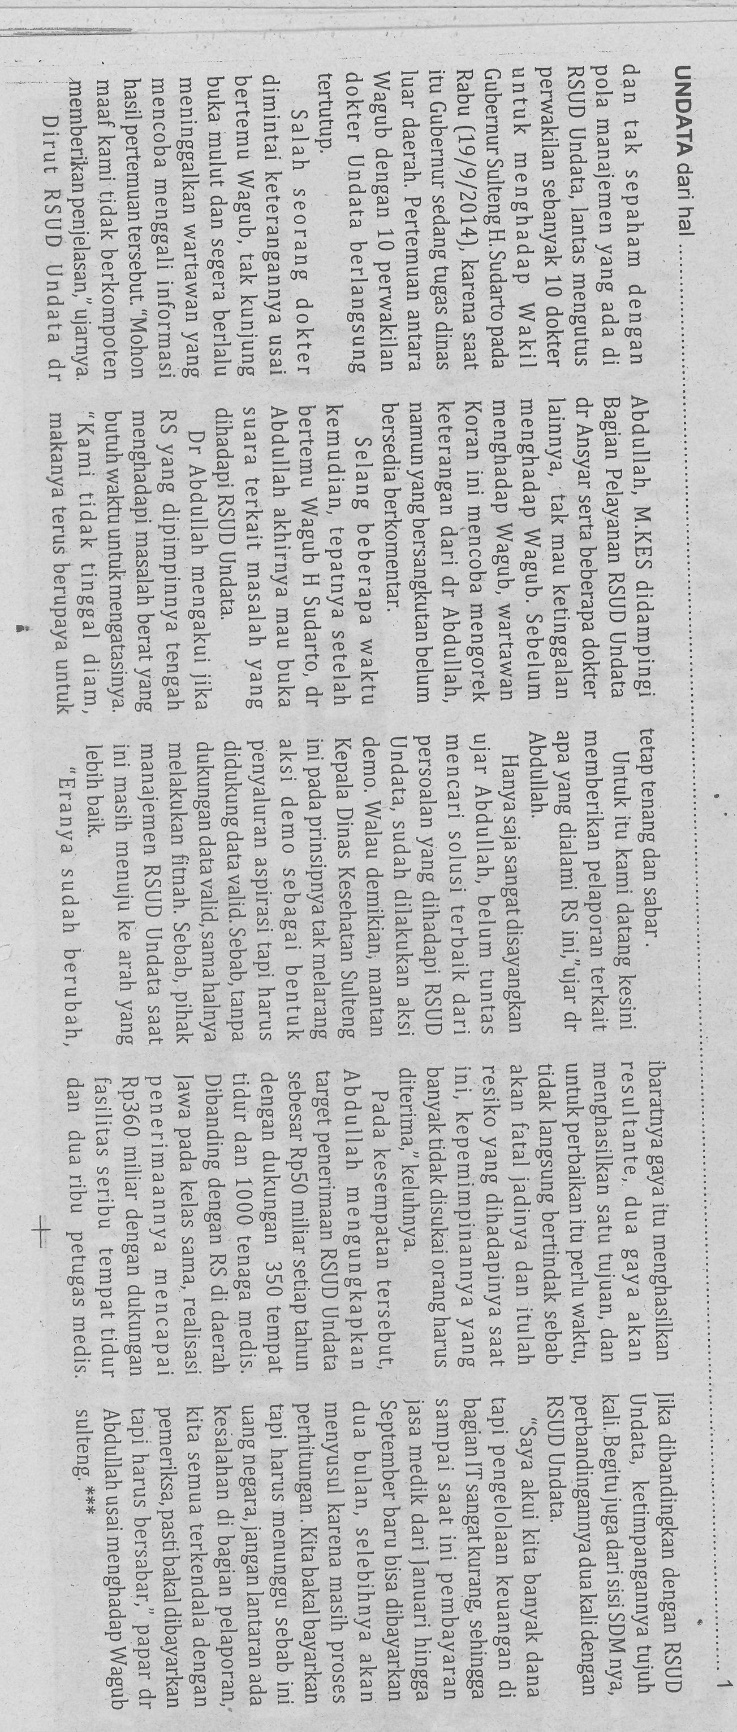 UNDATA dari hal ........................................................................ 1
dan tak sepaham dengan
pola manajemen yang ada di
RSUD Undata, lantas mengutus
perwakilan sebanyak 10 dokter
untuk menghadap Wakil
Gubernur Sulteng H. Sudarto pada
Rabu (19/9/2014), karena saat
itu Gubernur sedang tugas dinas
luar daerah. Pertemuan antara
Wagub dengan 10 perwakilan
dokter Undata berlangsung
tertutup.
Salah seorang dokter
dimintai keterangannya usai
bertemu Wagub, tak kunjung
buka mulut dan segera berlalu
meninggalkan wartawan yang
mencoba menggali informasi
hasil pertemuan tersebut. "Mohon
maaf kami tidak berkompoten
memberikan penjelasan," ujarnya.
Dirut RSUD Undata dr
Abdullah, M.KES didampingi
Bagian Pelayanan RSUD Undata
dr Ansyar serta beberapa dokter
lainnya, tak mau ketinggalan
menghadap Wagub. Sebelum
menghadap Wagub, wartawan
Koran ini mencoba mengorek
keterangan dari dr Abdullah,
namun yang bersangkutan belum
bersedia berkomentar.
Selang beberapa waktu
kemudian, tepatnya setelah
bertemu Wagub H Sudarto, dr
Abdullah akhirnya mau buka
suara terkait masalah yang
dihadapi RSUD Undata.
Dr Abdullah mengakui jika
RS yang dipimpinnya tengah
menghadapi masalah berat yang
butuh waktu untuk mengatasinya.
"Kami tidak tinggal diam,
makanya terus berupaya untuk
tetap tenang dan sabar .
Untuk itu kami datang kesini
memberikan pelaporan terkait
apa yang dialami RS ini,"ujar dr
Abdullah.
Hanya saja sangat disayangkan
ujar Abdullah, belum tuntas
mencari solusi terbaik dari
persoalan yang dihadapi RSUD
Undata, sudah dilakukan aksi
demo. Walau demikian, mantan
Kepala Dinas Kesehatan Sulteng
ini pada prinsipnya tak melarang
aksi demo sebagai bentuk
penyaluran aspirasi tapi harus
didukung data valid. Sebab, tanpa
dukungan data valid, sama halnya
melakukan fitnah. Sebab, pihak
manajemen RSUD Undata saat
ini masih menuju ke arah yang
lebih baik.
"Eranya sudah berubah,
ibaratnya gaya itu menghasilkan
resultante, dua gaya akan
menghasilkan satu tujuan, dan
untuk perbaikan itu perlu waktu,
tidak langsung bertindak sebab
akan fatal jadinya dan itulah
resiko yang dihadapinya saat
ini, kepemimpinannya yang
banyak tidak disukai orang harus
diterima," keluhnya.
Pada kesempatan tersebut,
Abdullah mengungkapkan
target penerimaan RSUD Undata
sebesar Rp50 miliar setiap tahun
dengan dukungan 350 tempat
tidur dan 1000 tenaga medis.
Dibanding dengan RS di daerah
Jawa pada kelas sama, realisasi
penerimaannya mencapai
Rp360 miliar dengan dukungan
fasilitas seribu tempat tidur
dan dua ribu petugas medis.
Jika dibandingkan dengan RSUD
Undata, ketimpangannya tujuh
kali. Begitu juga dari sisi SDM nya,
perbandingannya dua kali dengan
RSUD Undata.
"Saya akui kita banyak dana
tapi pengelolaan keuangan di
bagian IT sangat kurang, sehingga
sampai saat ini pembayaran
jasa medik dari Januari hingga
September baru bisa dibayarkan
dua bulan, selebihnya akan
menyusul karena masih proses
perhitungan . Kita bakal bayarkan
tapi harus menunggu sebab ini
uang negara, jangan lantaran ada
kesalahan di bagian pelaporan,
kita semua terkendala dengan
pemeriksa, pasti bakal dibayarkan
tapi harus bersabar," papar dr
Abdullah usai menghadap Wagub
sulteng. ***